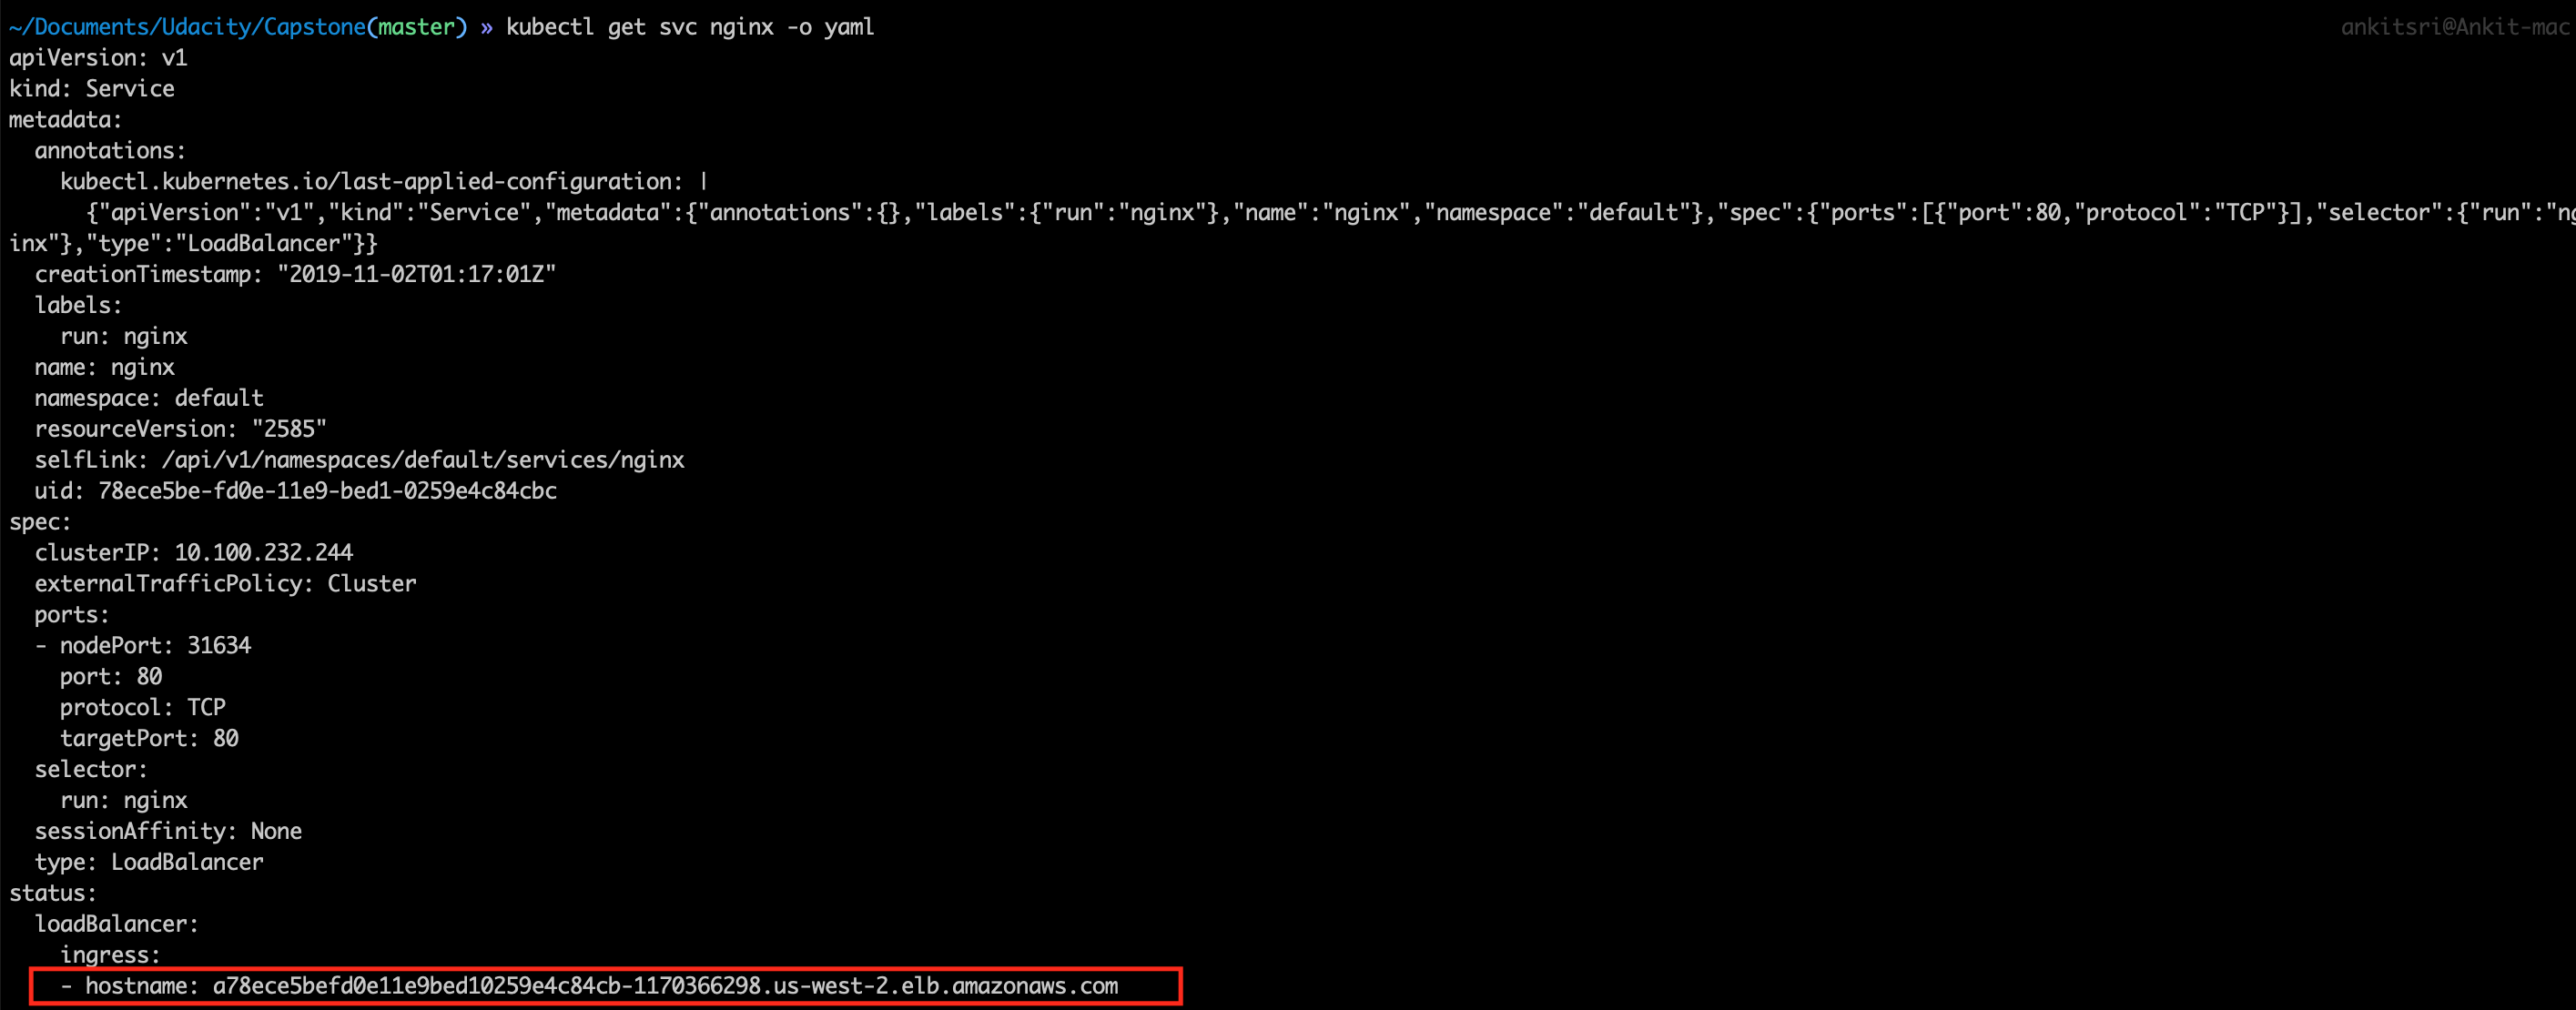 ~/Documents/Udacity/Capstone(master) » kubectl get svc nginx -o yaml ankitsri@Ankit-mac
apiVersion: v1
kind: Service
metadata:
  annotations:
    kubectl.kubernetes.io/last-applied-configuration: |
      {"apiVersion":"v1","kind":"Service","metadata":{"annotations":{},"labels":{"run":"nginx"},"name":"nginx","namespace":"default"},"spec":{"ports":[{"port":80,"protocol":"TCP"}],"selector":{"run":"ng
inx"},"type":"LoadBalancer"}}
  creationTimestamp: "2019-11-02T01:17:01Z"
  labels:
    run: nginx
  name: nginx
  namespace: default
  resourceVersion: "2585"
  selfLink: /api/v1/namespaces/default/services/nginx
  uid: 78ece5be-fd0e-11e9-bed1-0259e4c84cbc
spec:
  clusterIP: 10.100.232.244
  externalTrafficPolicy: Cluster
  ports:
  - nodePort: 31634
    port: 80
    protocol: TCP
    targetPort: 80
  selector:
    run: nginx
  sessionAffinity: None
  type: LoadBalancer
status:
  loadBalancer:
    ingress:
    - hostname: a78ece5befd0e11e9bed10259e4c84cb-1170366298.us-west-2.elb.amazonaws.com